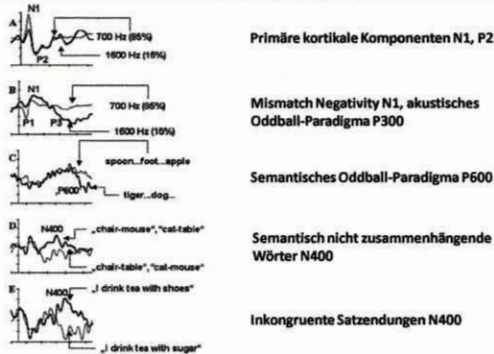 A
N1
700 Hz (85%)
P2
1600 Hz (15%)
Primäre kortikale Komponenten N1, P2
B
N1
700 Hz (85%)
P1
P3
1600 Hz (15%)
Mismatch Negativity N1, akustisches
Oddball-Paradigma P300
C
spoon...foot...apple
P600
tiger...dog...
Semantisches Oddball-Paradigma P600
D
N400
„chair-mouse“,“cat-table“
„chair-table“,“cat-mouse“
Semantisch nicht zusammenhängende
Wörter N400
E
N400
„I drink tea with shoes“
„I drink tea with sugar“
Inkongruente Satzendungen N400